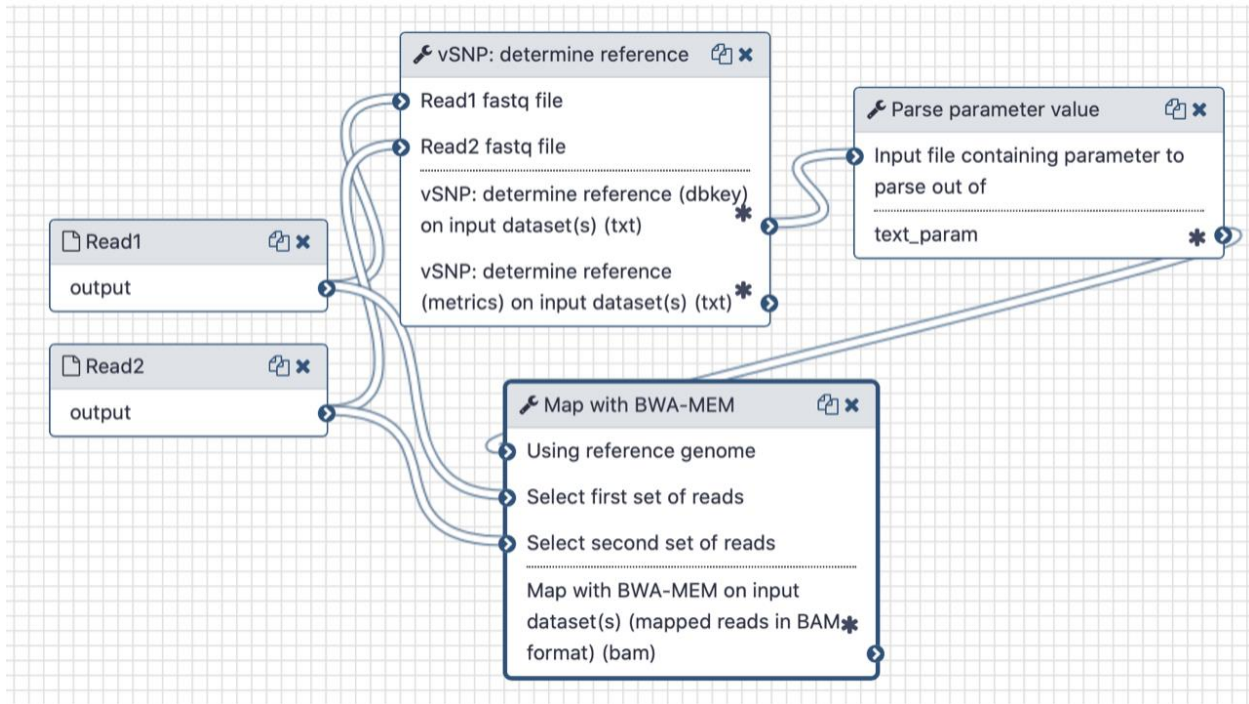 vSNP: determine reference
Read1 fastq file
Read2 fastq file
vSNP: determine reference (dbkey)
on input dataset(s) (txt)
vSNP: determine reference
(metrics) on input dataset(s) (txt)
Parse parameter value
Input file containing parameter to
parse out of
text_param
Read1
output
Read2
output
Map with BWA-MEM
Using reference genome
Select first set of reads
Select second set of reads
Map with BWA-MEM on input
dataset(s) (mapped reads in BAM
format) (bam)